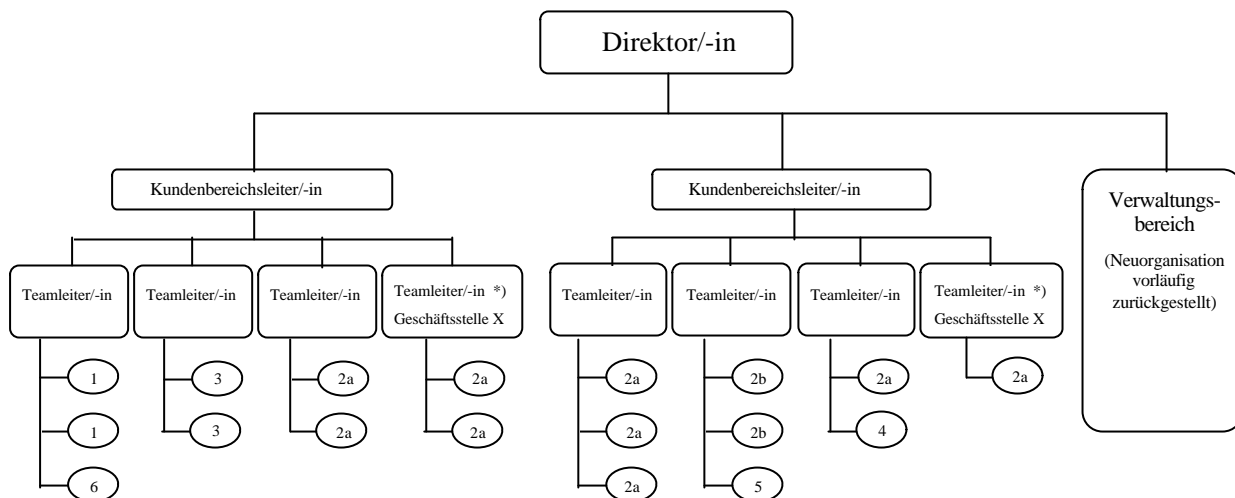 Direktor/-in
Kundenbereichsleiter/-in
Kundenbereichsleiter/-in
Verwaltungs-
bereich
(Neuorganisation
vorläufig
zurückgestellt)
Teamleiter/-in
Teamleiter/-in
Teamleiter/-in
Teamleiter/-in *)
Geschäftsstelle X
Teamleiter/-in
Teamleiter/-in
Teamleiter/-in
Teamleiter/-in *)
Geschäftsstelle X
1
3
2a
2a
2a
2b
2a
2a
1
3
2a
2a
2a
2b
4
6
2a
5